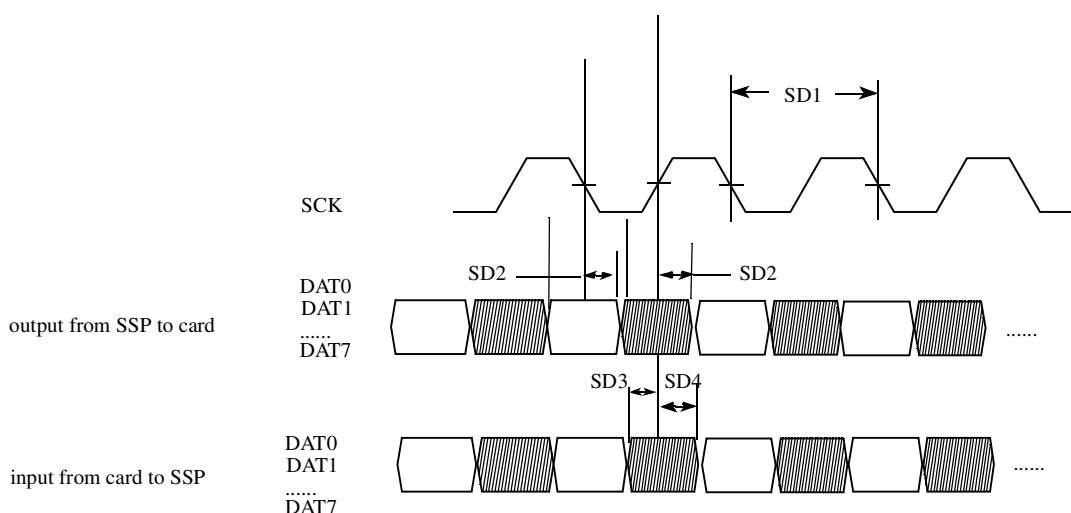 SD1
SCK
SD2
SD2
DAT0
DAT1
......
DAT7
output from SSP to card
......
SD3
SD4
DAT0
DAT1
......
DAT7
input from card to SSP
......